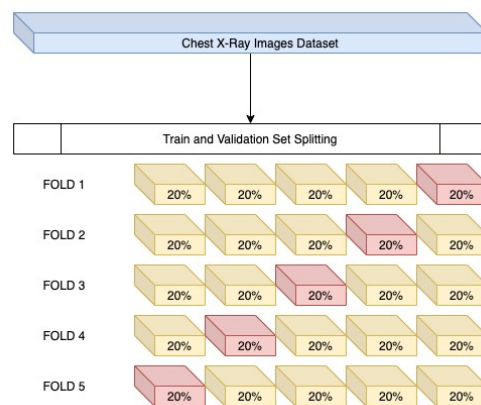 Chest X-Ray Images Dataset
Train and Validation Set Splitting
FOLD 1 20% 20% 20% 20% 20%
FOLD 2 20% 20% 20% 20% 20%
FOLD 3 20% 20% 20% 20% 20%
FOLD 4 20% 20% 20% 20% 20%
FOLD 5 20% 20% 20% 20% 20%